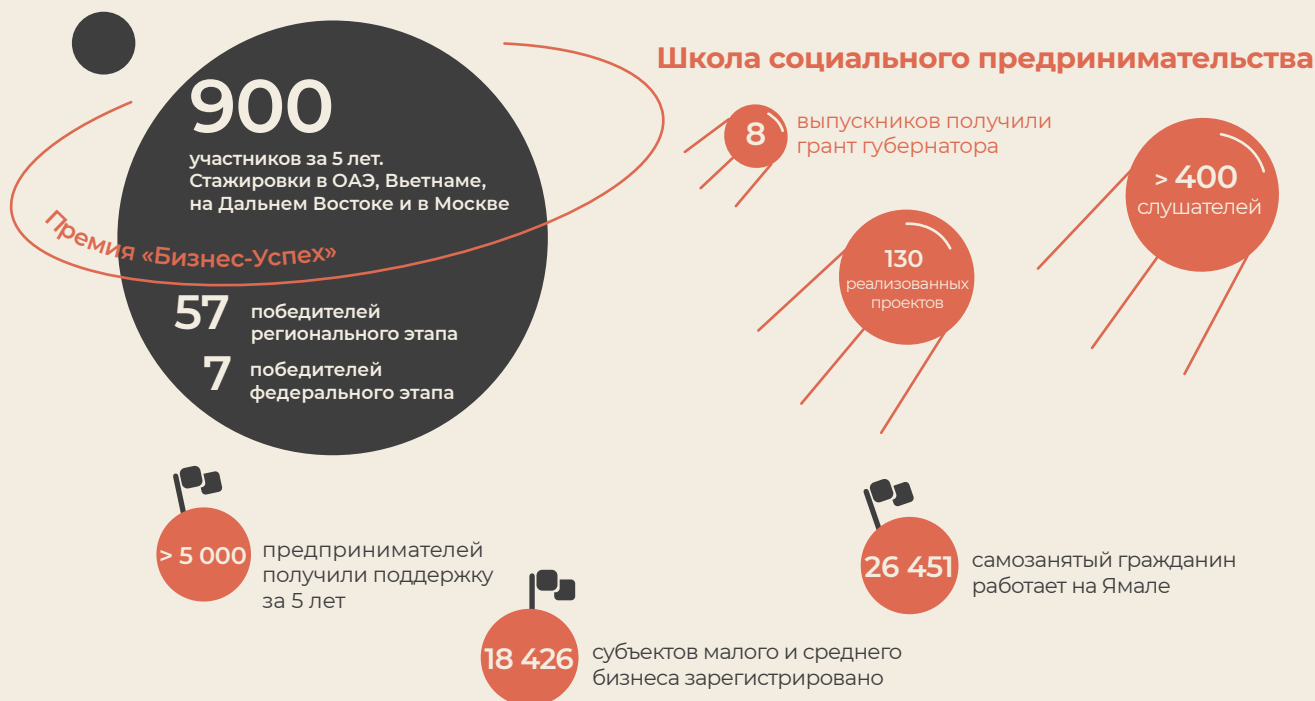 900
участников за 5 лет.
Стажировки в ОАЭ, Вьетнаме,
на Дальнем Востоке и в Москве
Премия «Бизнес-Успех»
57
победителей
регионального этапа
7
победителей
федерального этапа
Школа социального предпринимательства
8
выпускников получили
грант губернатора
130
реализованных
проектов
> 400
слушателей
> 5 000
предпринимателей
получили поддержку
за 5 лет
18 426
субъектов малого и среднего
бизнеса зарегистрировано
26 451
самозанятый гражданин
работает на Ямале